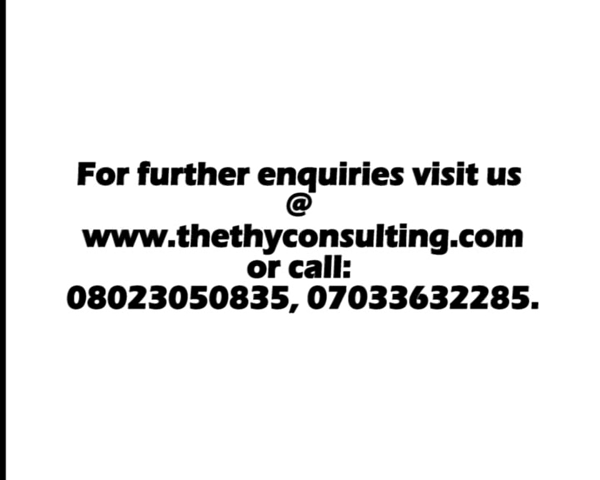 For further enquiries visit us
@
www.thethyconsulting.com
or call:
08023050835, 07033632285.